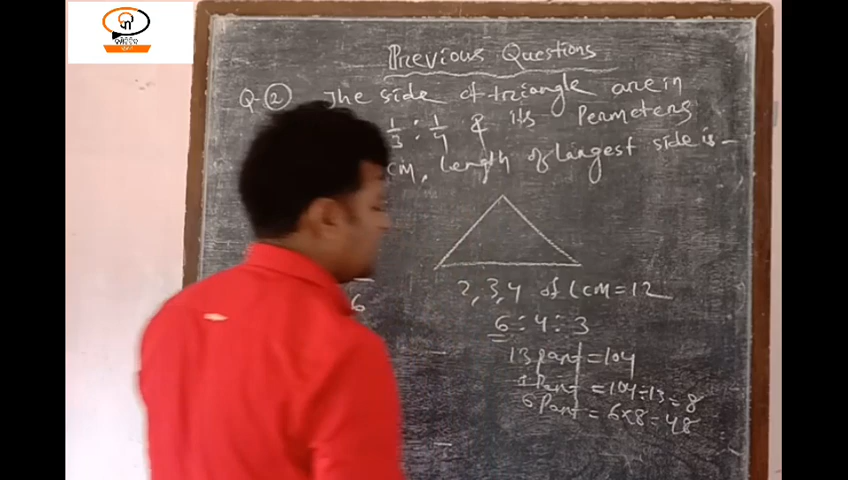 Previous Questions
Q-② The side of triangle are in
1/3 : 1/4 & its Permeters
cm, length of largest side is -
6
2, 3, 4 of LCM = 12
6 : 4 : 3
13 part = 104
1 Part = 104 ÷ 13 = 8
6 Part = 6x8 = 48